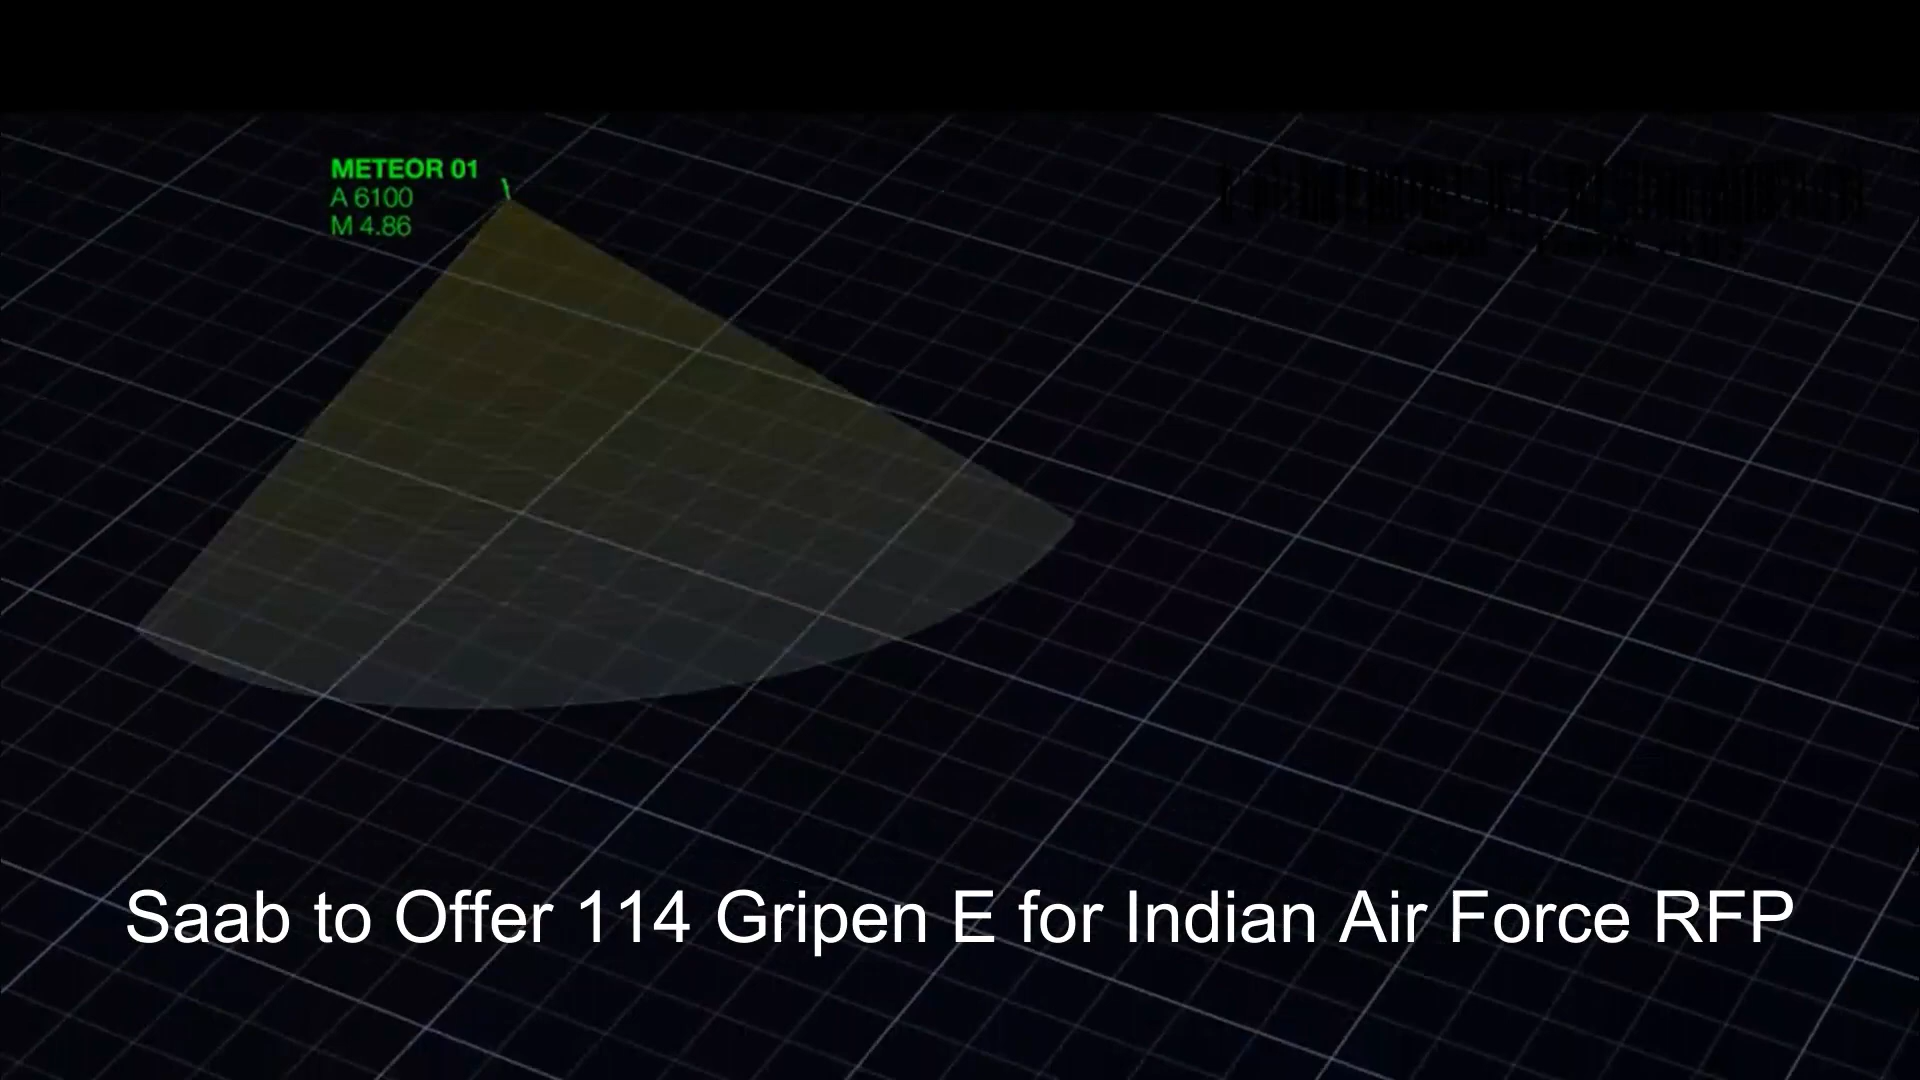 METEOR 01
A 6100
M 4.86
Saab to Offer 114 Gripen E for Indian Air Force RFP